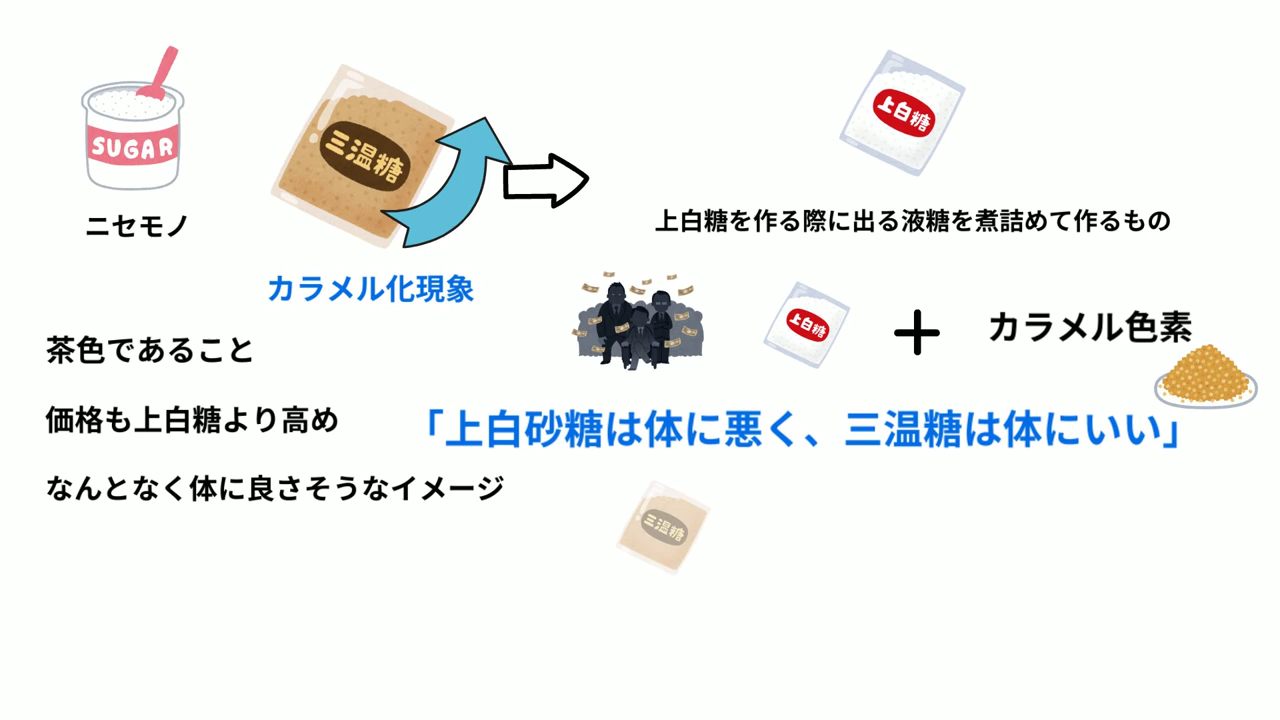 SUGAR
ニセモノ
三温糖
カラメル化現象
上白糖
上白糖を作る際に出る液糖を煮詰めて作るもの
茶色であること
価格も上白糖より高め
なんとなく体に良さそうなイメージ
上白糖
+
カラメル色素
「上白砂糖は体に悪く、三温糖は体にいい」
三温糖